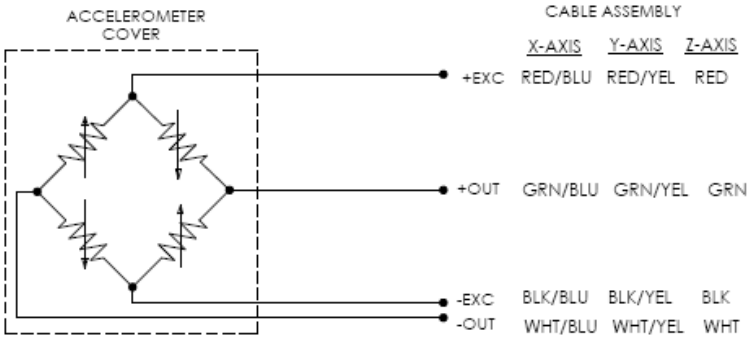 ACCELEROMETER
COVER
CABLE ASSEMBLY
X-AXIS Y-AXIS Z-AXIS
+EXC RED/BLU RED/YEL RED
+OUT GRN/BLU GRN/YEL GRN
-EXC BLK/BLU BLK/YEL BLK
-OUT WHT/BLU WHT/YEL WHT